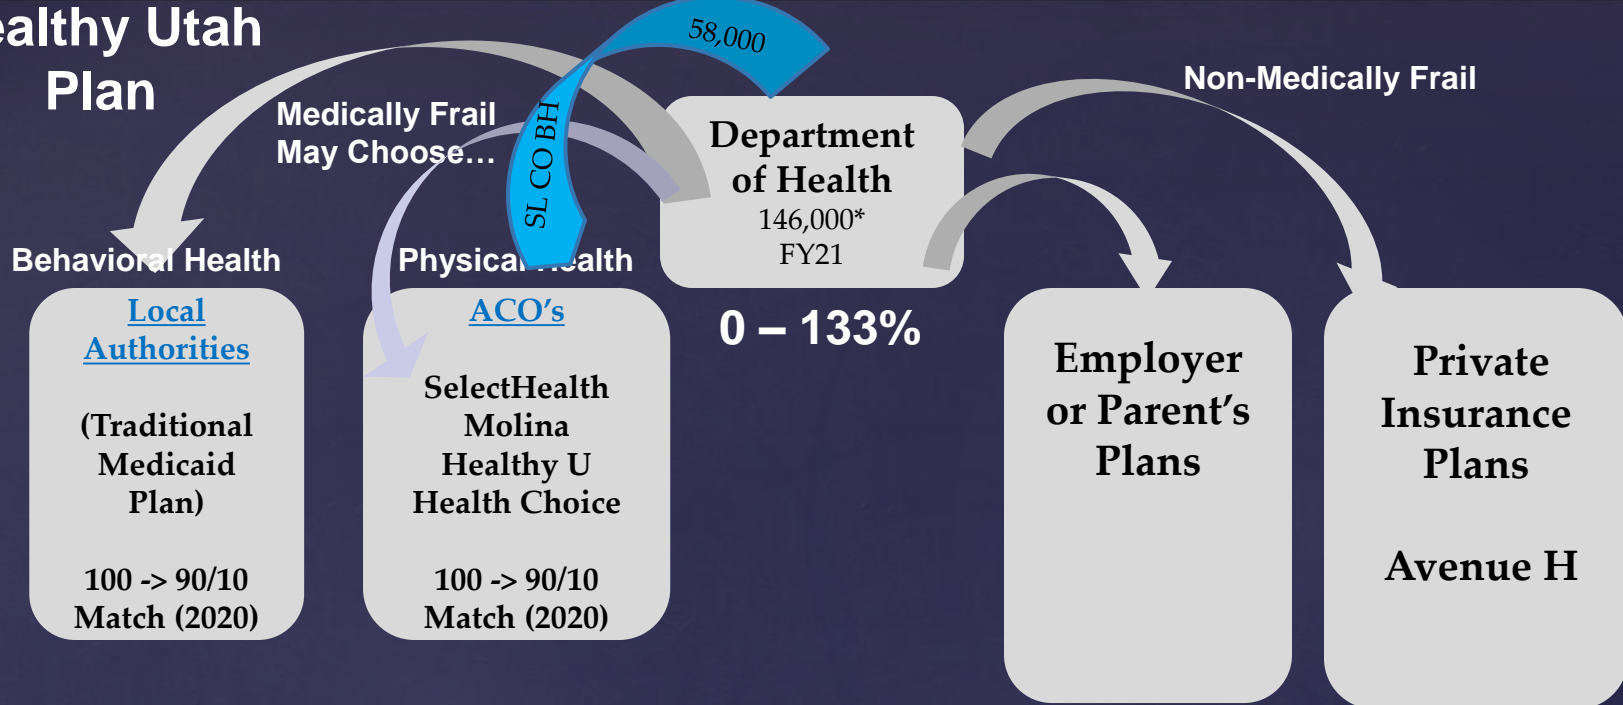 ealthy Utah
Plan
58,000
SL CO BH
Medically Frail
May Choose…
Non-Medically Frail
Department
of Health
146,000*
FY21
0 – 133%
Behavioral Health
Local
Authorities
(Traditional
Medicaid
Plan)
100 -> 90/10
Match (2020)
Physical Health
ACO's
SelectHealth
Molina
Healthy U
Health Choice
100 -> 90/10
Match (2020)
Employer
or Parent's
Plans
Private
Insurance
Plans
Avenue H